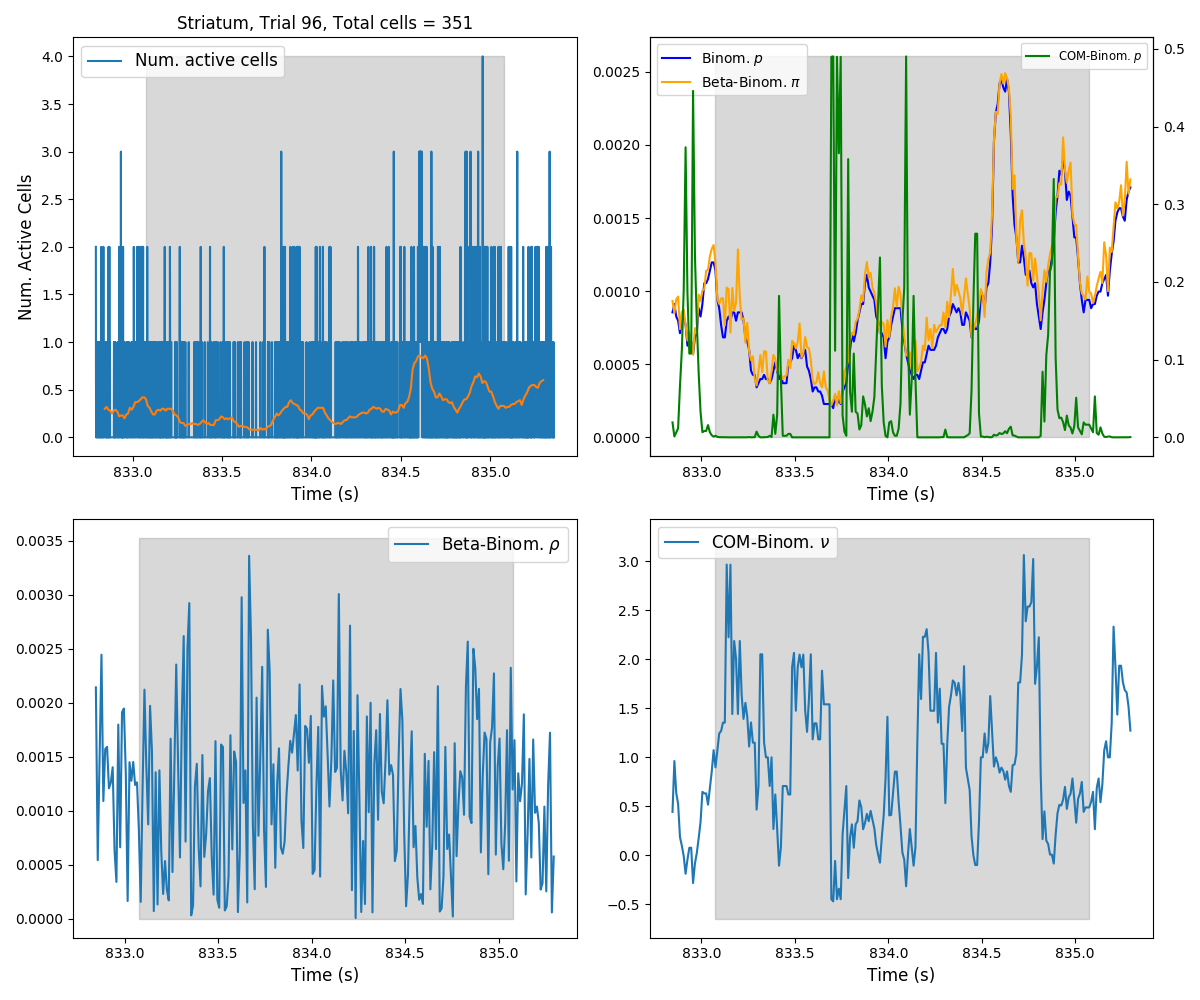 Striatum, Trial 96, Total cells = 351
Num. active cells
Num. Active Cells
4.0
3.5
3.0
2.5
2.0
1.5
1.0
0.5
0.0
833.0 833.5 834.0 834.5 835.0
Time (s)
Binom. p
Beta-Binom. π
COM-Binom. p
0.0025
0.0020
0.0015
0.0010
0.0005
0.0000
0.5
0.4
0.3
0.2
0.1
0.0
833.0 833.5 834.0 834.5 835.0
Time (s)
Beta-Binom. ρ
0.0035
0.0030
0.0025
0.0020
0.0015
0.0010
0.0005
0.0000
833.0 833.5 834.0 834.5 835.0
Time (s)
COM-Binom. ν
3.0
2.5
2.0
1.5
1.0
0.5
0.0
−0.5
833.0 833.5 834.0 834.5 835.0
Time (s)